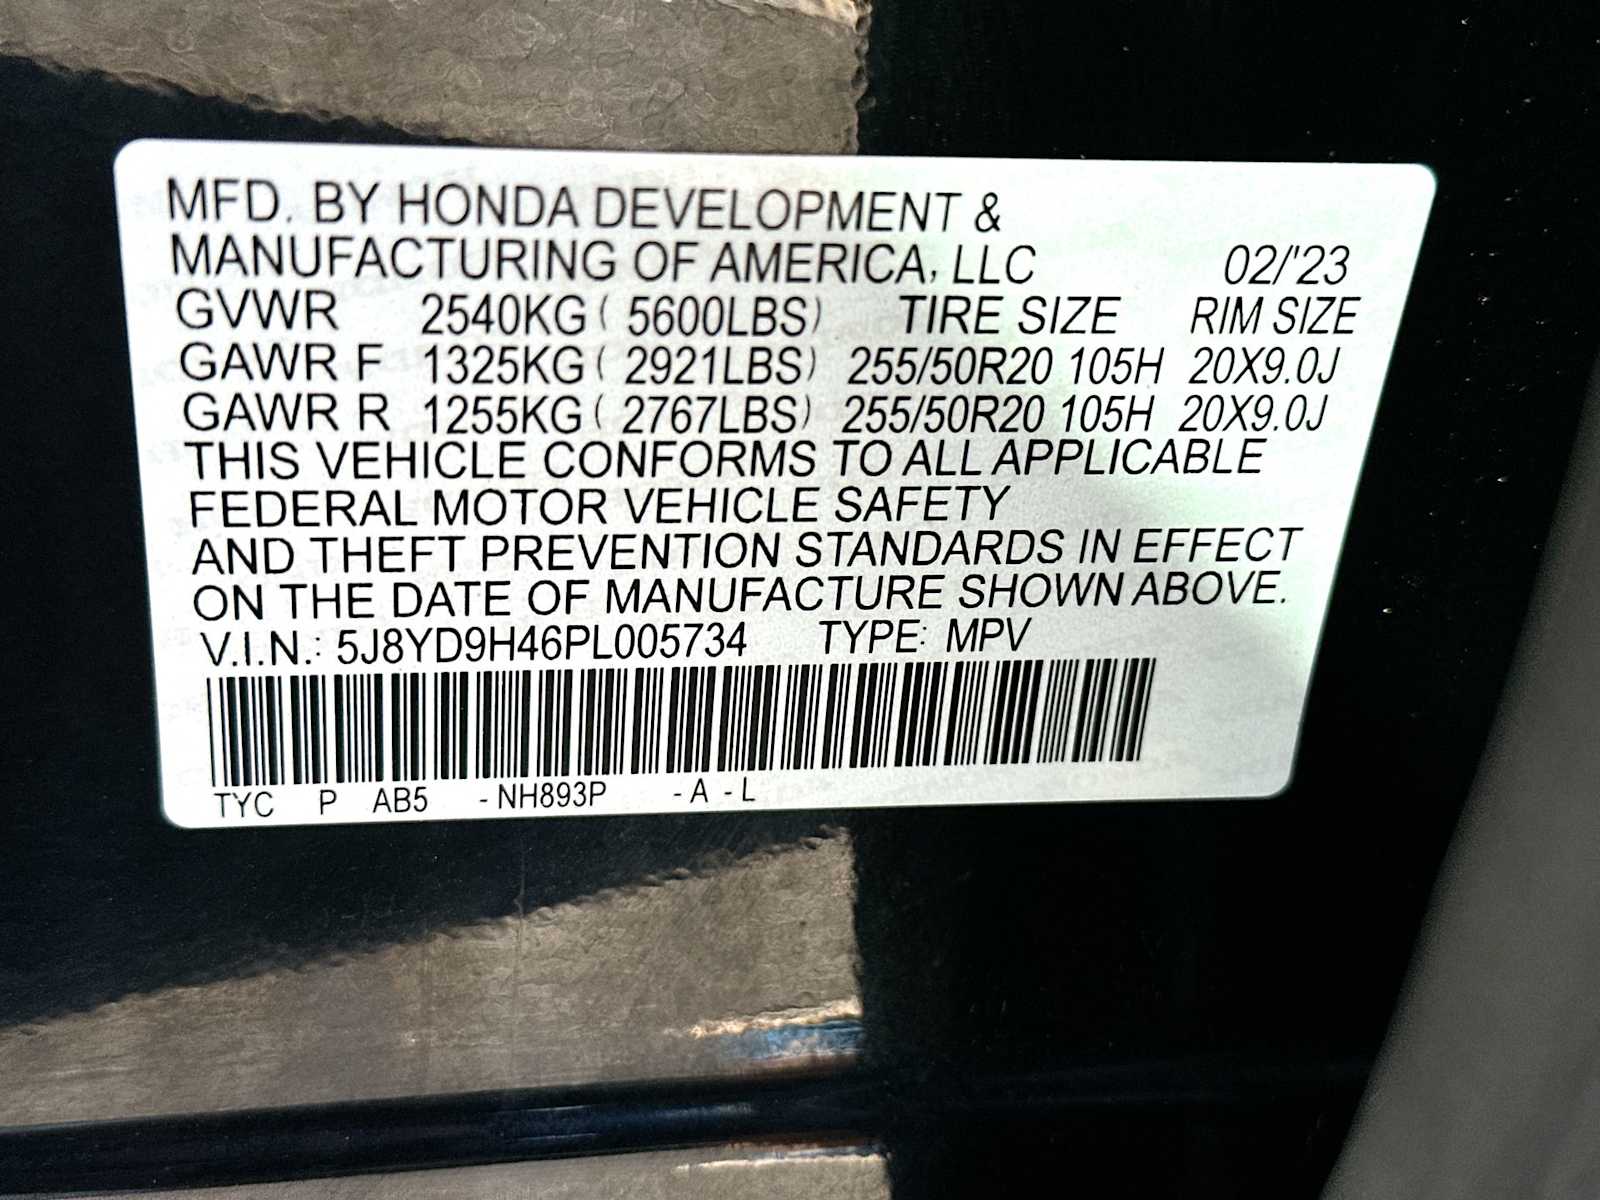 MFD. BY HONDA DEVELOPMENT &
MANUFACTURING OF AMERICA, LLC 02/'23
GVWR 2540KG ( 5600LBS) TIRE SIZE RIM SIZE
GAWR F 1325KG ( 2921LBS) 255/50R20 105H 20X9.0J
GAWR R 1255KG ( 2767LBS) 255/50R20 105H 20X9.0J
THIS VEHICLE CONFORMS TO ALL APPLICABLE
FEDERAL MOTOR VEHICLE SAFETY
AND THEFT PREVENTION STANDARDS IN EFFECT
ON THE DATE OF MANUFACTURE SHOWN ABOVE.
V.I.N.: 5J8YD9H46PL005734 TYPE: MPV
TYC P AB5 -NH893P -A -L